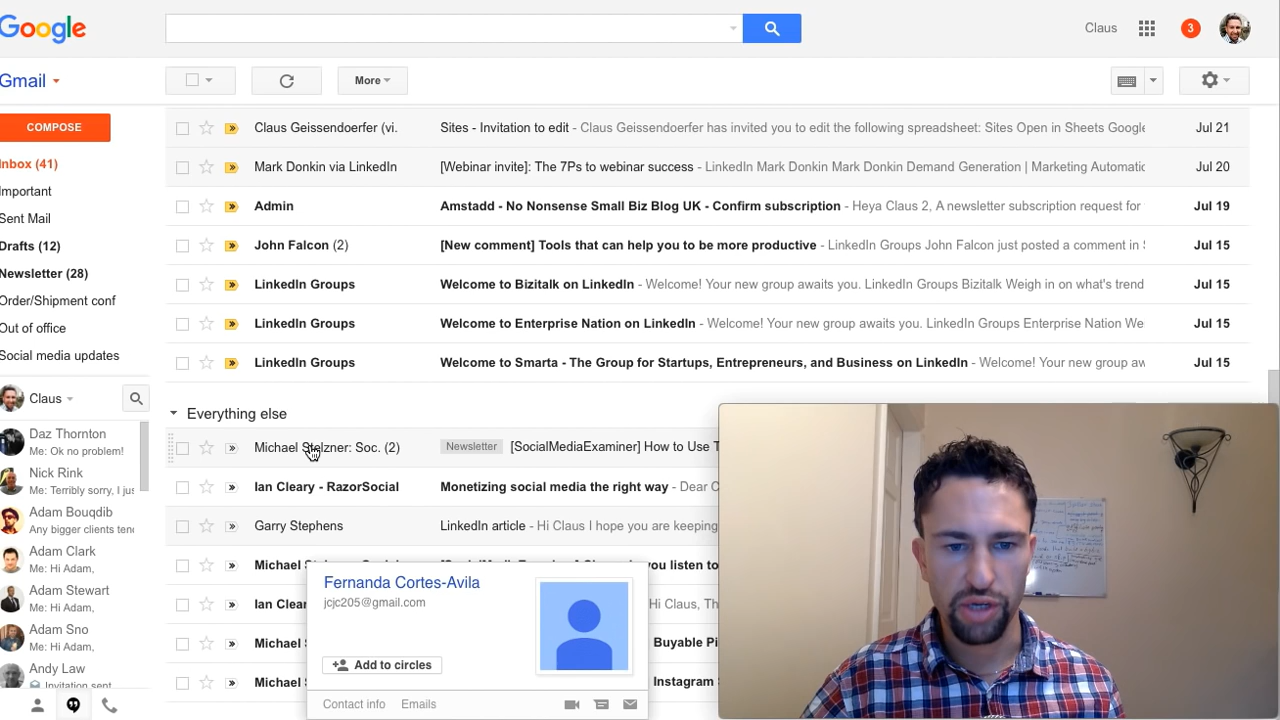 Google
Claus
3
Gmail
More
COMPOSE
Inbox (41)
Important
Sent Mail
Drafts (12)
Newsletter (28)
Order/Shipment conf
Out of office
Social media updates
Claus
Daz Thornton
Me: Ok no problem!
Nick Rink
Me: Terribly sorry, I jus
Adam Bouqdib
Any bigger clients tend
Adam Clark
Me: Hi Adam,
Adam Stewart
Me: Hi Adam,
Adam Sno
Me: Hi Adam,
Andy Law
Invitation sent
Claus Geissendoerfer (vi. Sites - Invitation to edit - Claus Geissendoerfer has invited you to edit the following spreadsheet: Sites Open in Sheets Google Jul 21
Mark Donkin via LinkedIn [Webinar invite]: The 7Ps to webinar success - LinkedIn Mark Donkin Mark Donkin Demand Generation | Marketing Automatic Jul 20
Admin Amstadd - No Nonsense Small Biz Blog UK - Confirm subscription - Heya Claus 2, A newsletter subscription request for Jul 19
John Falcon (2) [New comment] Tools that can help you to be more productive - LinkedIn Groups John Falcon just posted a comment in Jul 15
LinkedIn Groups Welcome to Bizitalk on LinkedIn - Welcome! Your new group awaits you. LinkedIn Groups Bizitalk Weigh in on what's trend Jul 15
LinkedIn Groups Welcome to Enterprise Nation on LinkedIn - Welcome! Your new group awaits you. LinkedIn Groups Enterprise Nation We Jul 15
LinkedIn Groups Welcome to Smarta - The Group for Startups, Entrepreneurs, and Business on LinkedIn - Welcome! Your new group aw Jul 15
Everything else
Michael Stelzner: Soc. (2) Newsletter [SocialMediaExaminer] How to Use T
Ian Cleary - RazorSocial Monetizing social media the right way - Dear C
Garry Stephens LinkedIn article - Hi Claus I hope you are keeping
Michael you listen to
Ian Clear Hi Claus, Th
Michael S Buyable Pi
Michael S Instagram
Fernanda Cortes-Avila
jcjc205@gmail.com
Add to circles
Contact info Emails